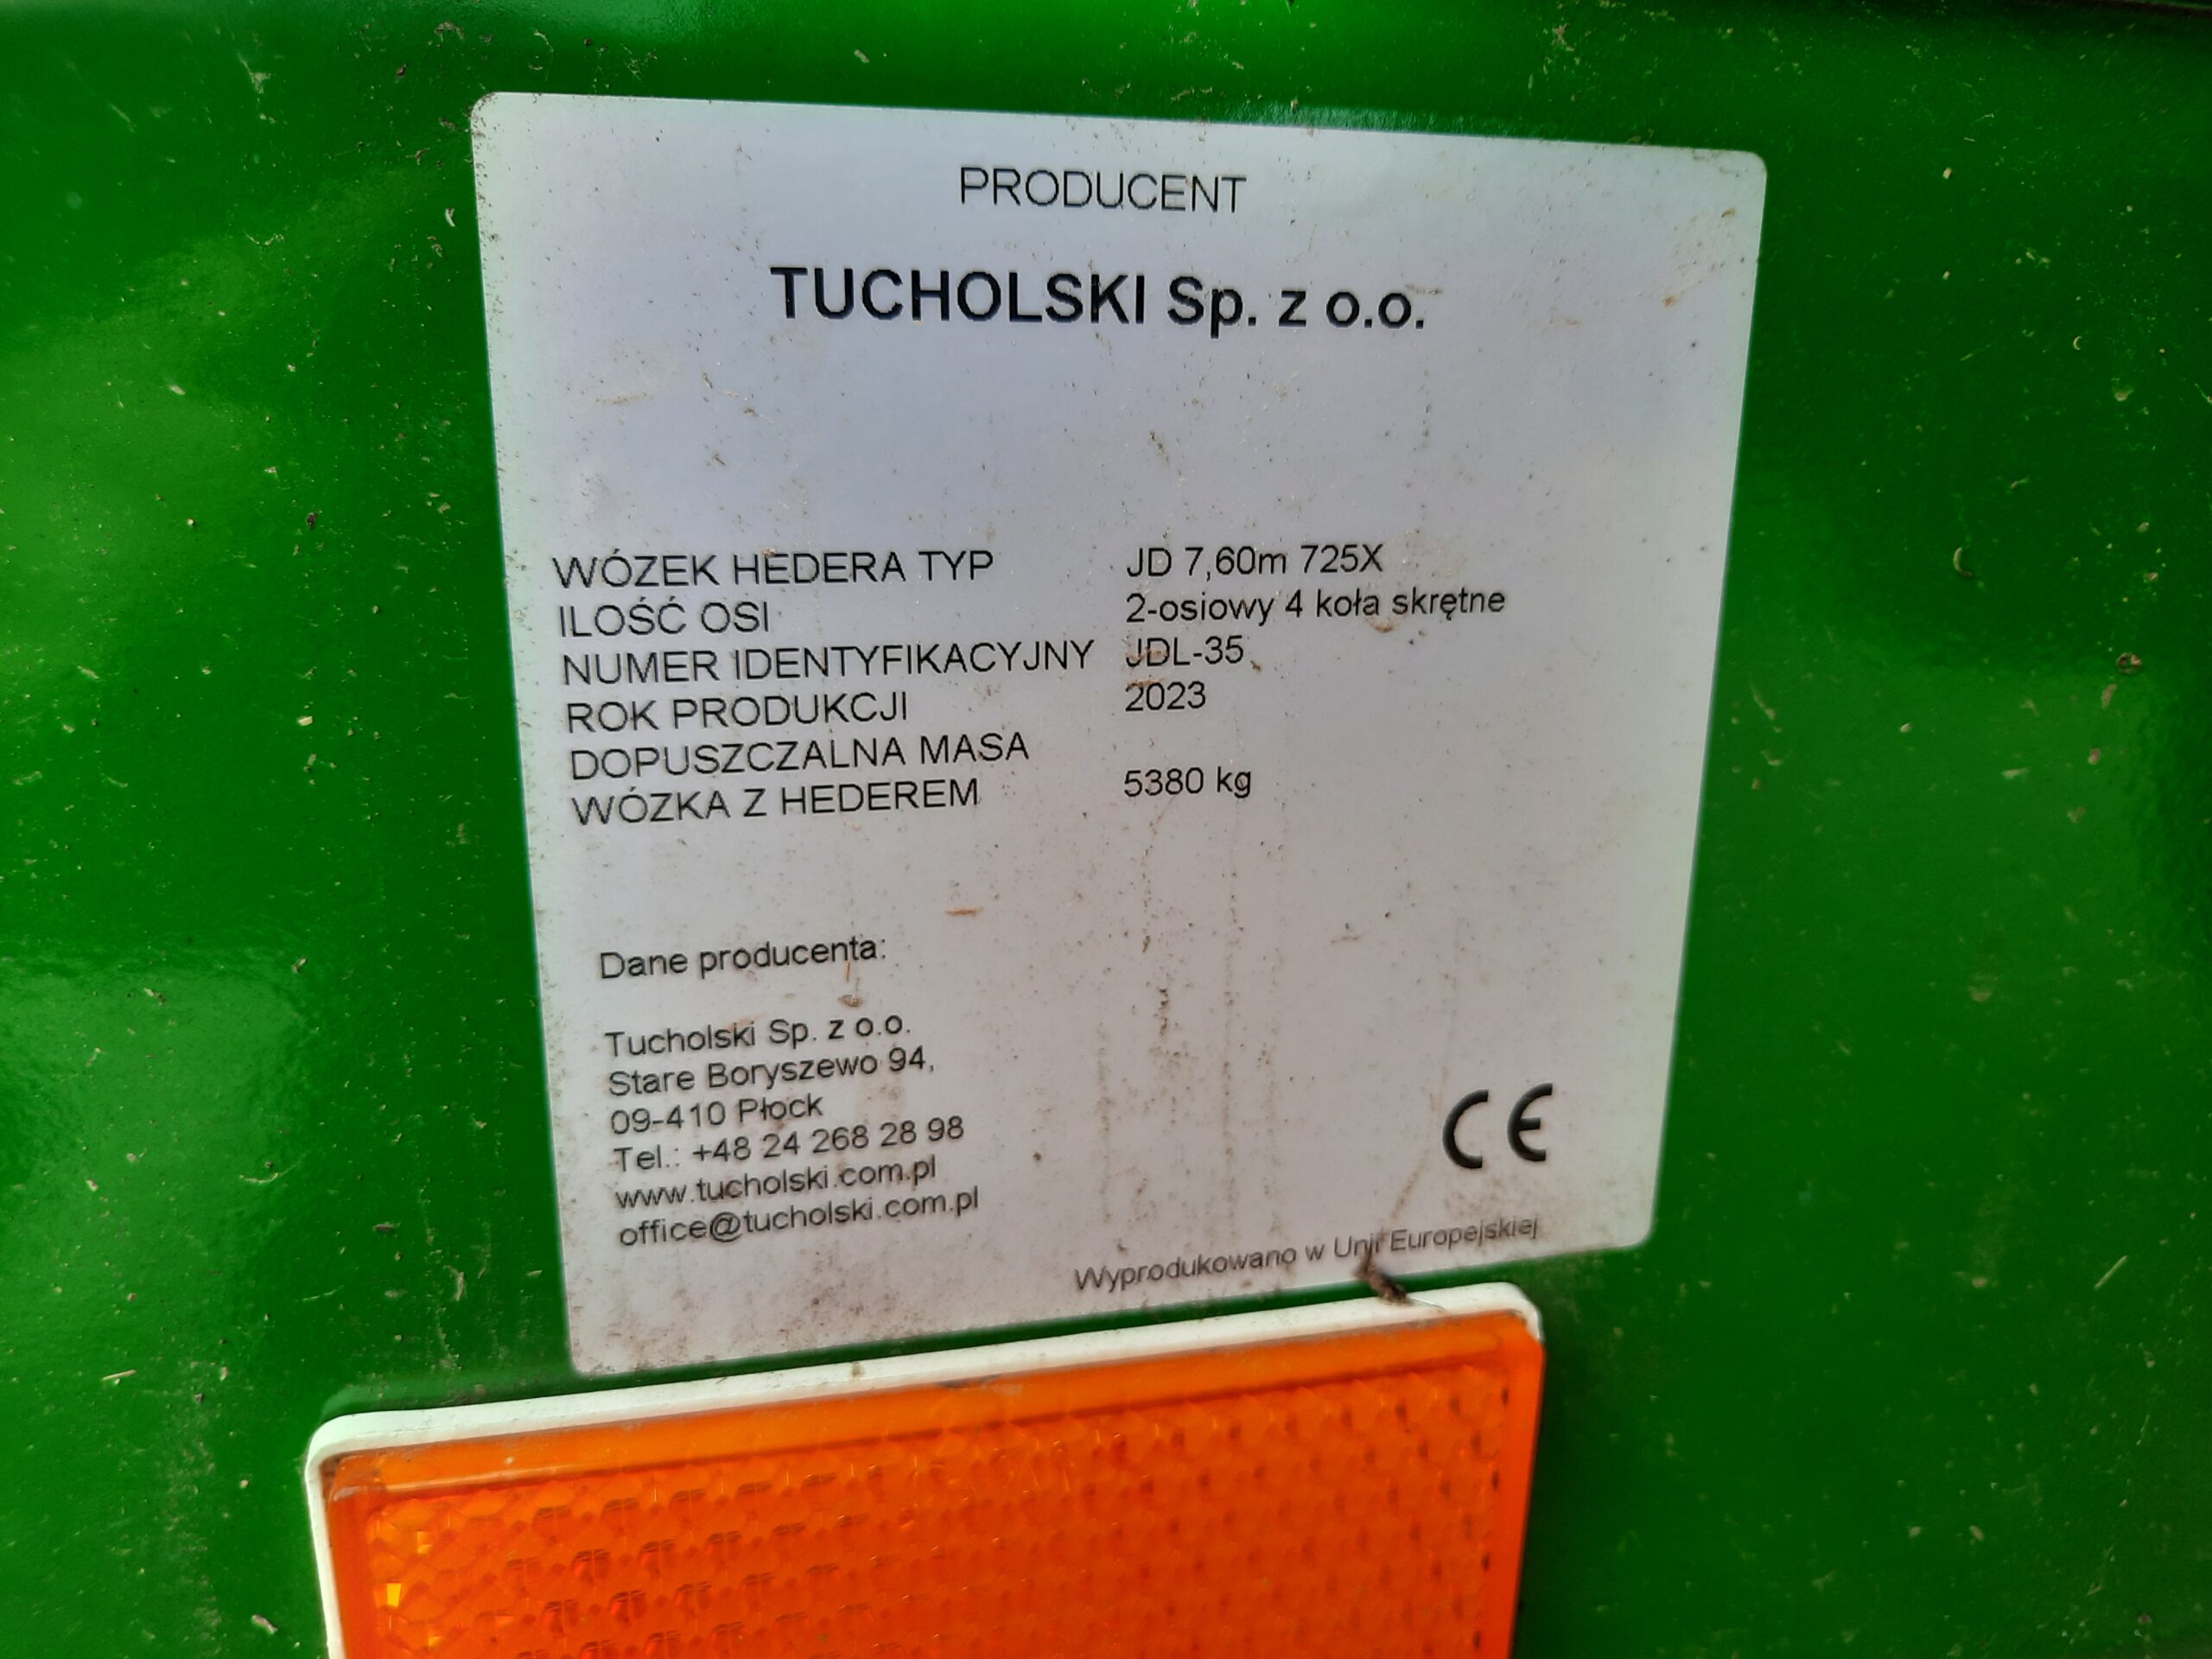 PRODUCENT
TUCHOLSKI Sp. z o.o.
WÓZEK HEDERA TYP JD 7,60m 725X
ILOŚĆ OSI 2-osiowy 4 koła skrętne
NUMER IDENTYFIKACYJNY JDL-35
ROK PRODUKCJI 2023
DOPUSZCZALNA MASA
WÓZKA Z HEDEREM 5380 kg
Dane producenta:
Tucholski Sp. z o.o.
Stare Boryszewo 94,
09-410 Płock
Tel.: +48 24 268 28 98
www.tucholski.com.pl
office@tucholski.com.pl
CE
Wyprodukowano w Unii Europejskiej